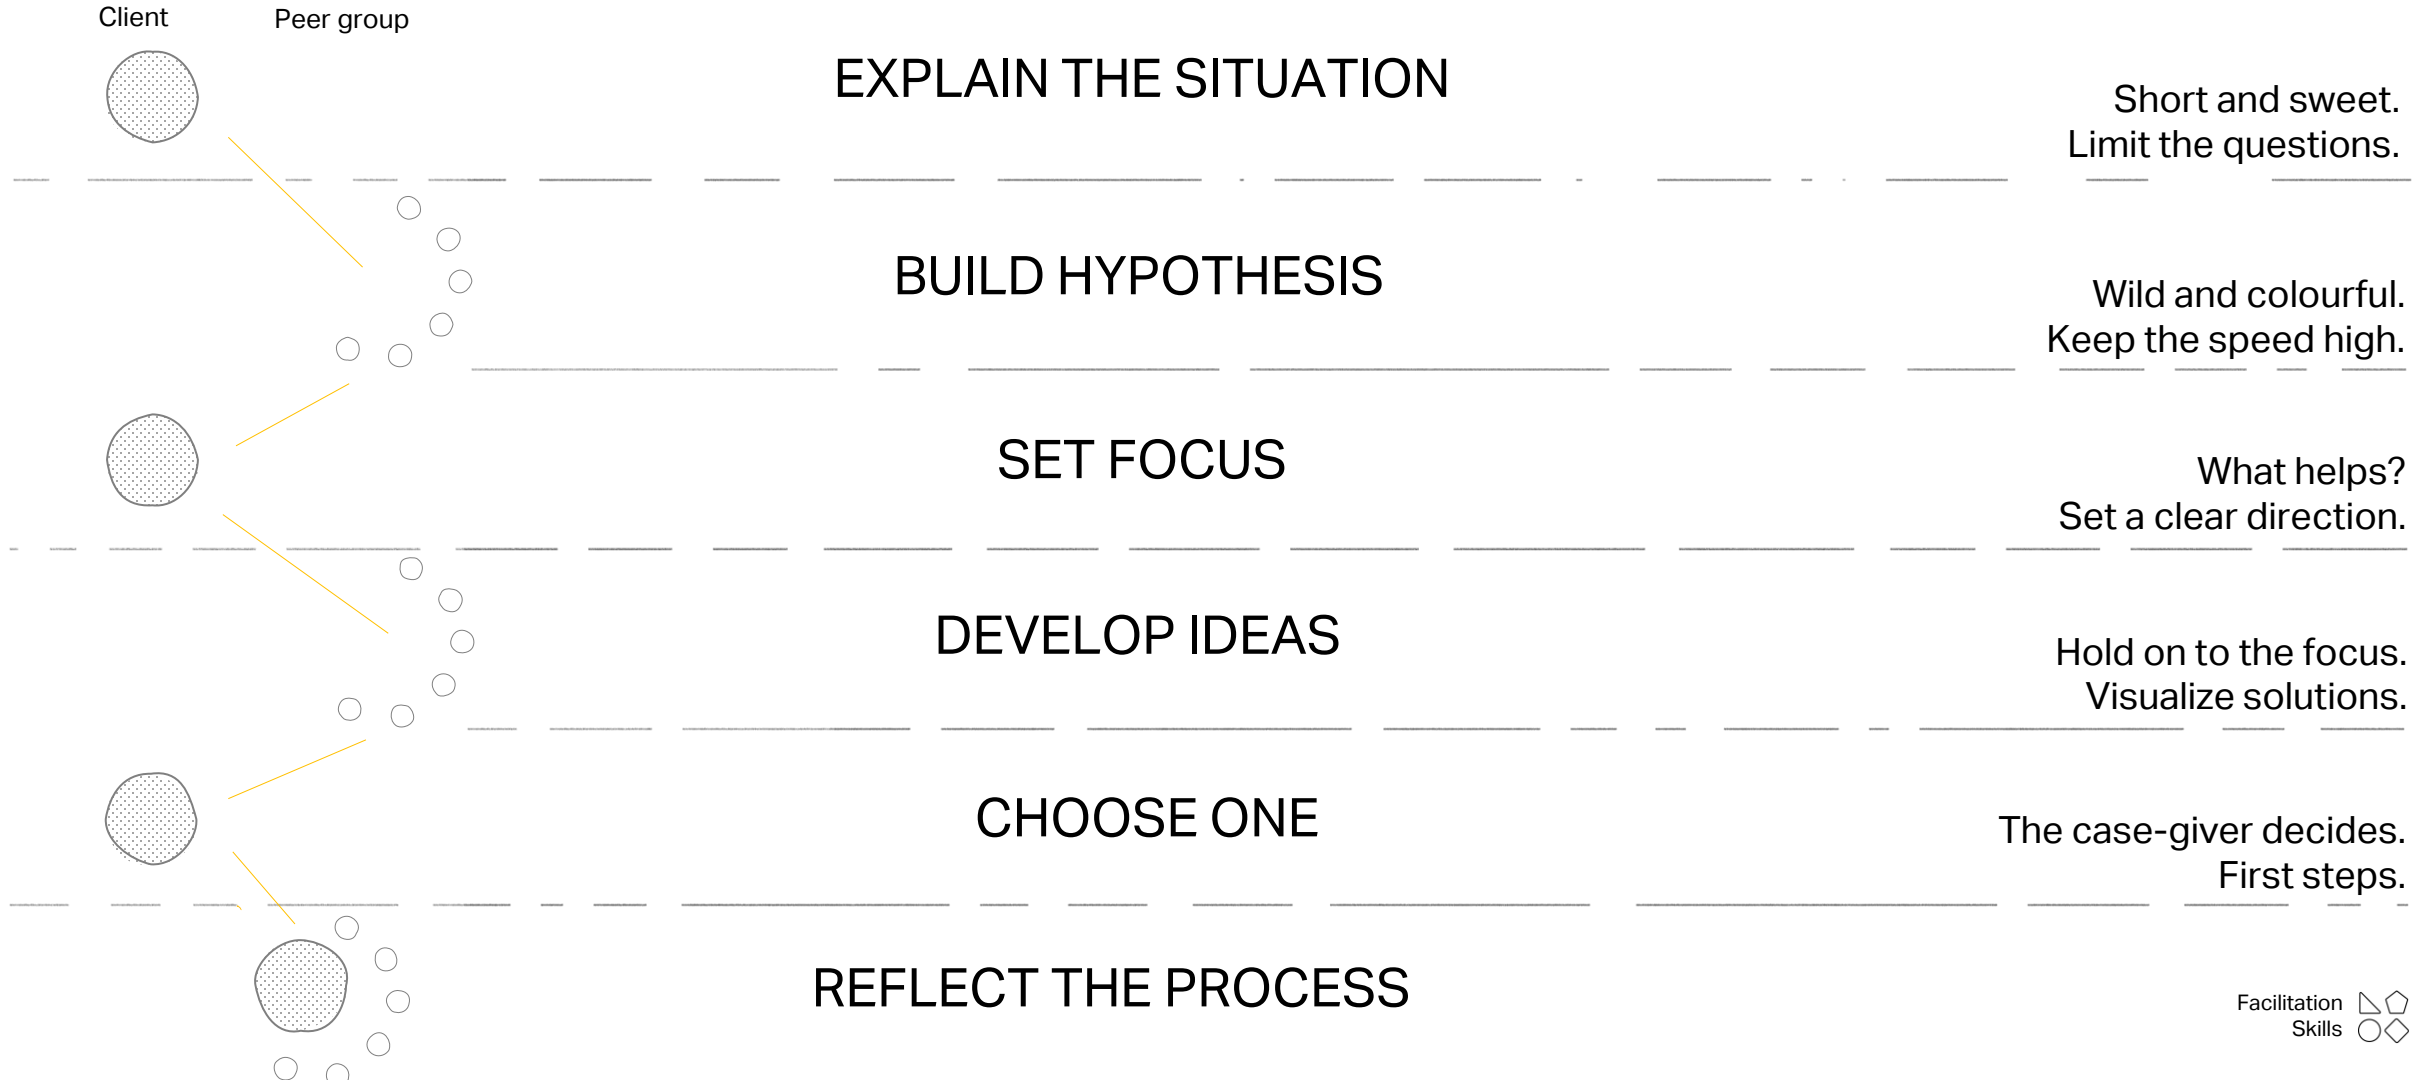 Client
Peer group
EXPLAIN THE SITUATION
Short and sweet.
Limit the questions.
BUILD HYPOTHESIS
Wild and colourful.
Keep the speed high.
SET FOCUS
What helps?
Set a clear direction.
DEVELOP IDEAS
Hold on to the focus.
Visualize solutions.
CHOOSE ONE
The case-giver decides.
First steps.
REFLECT THE PROCESS
Facilitation
Skills